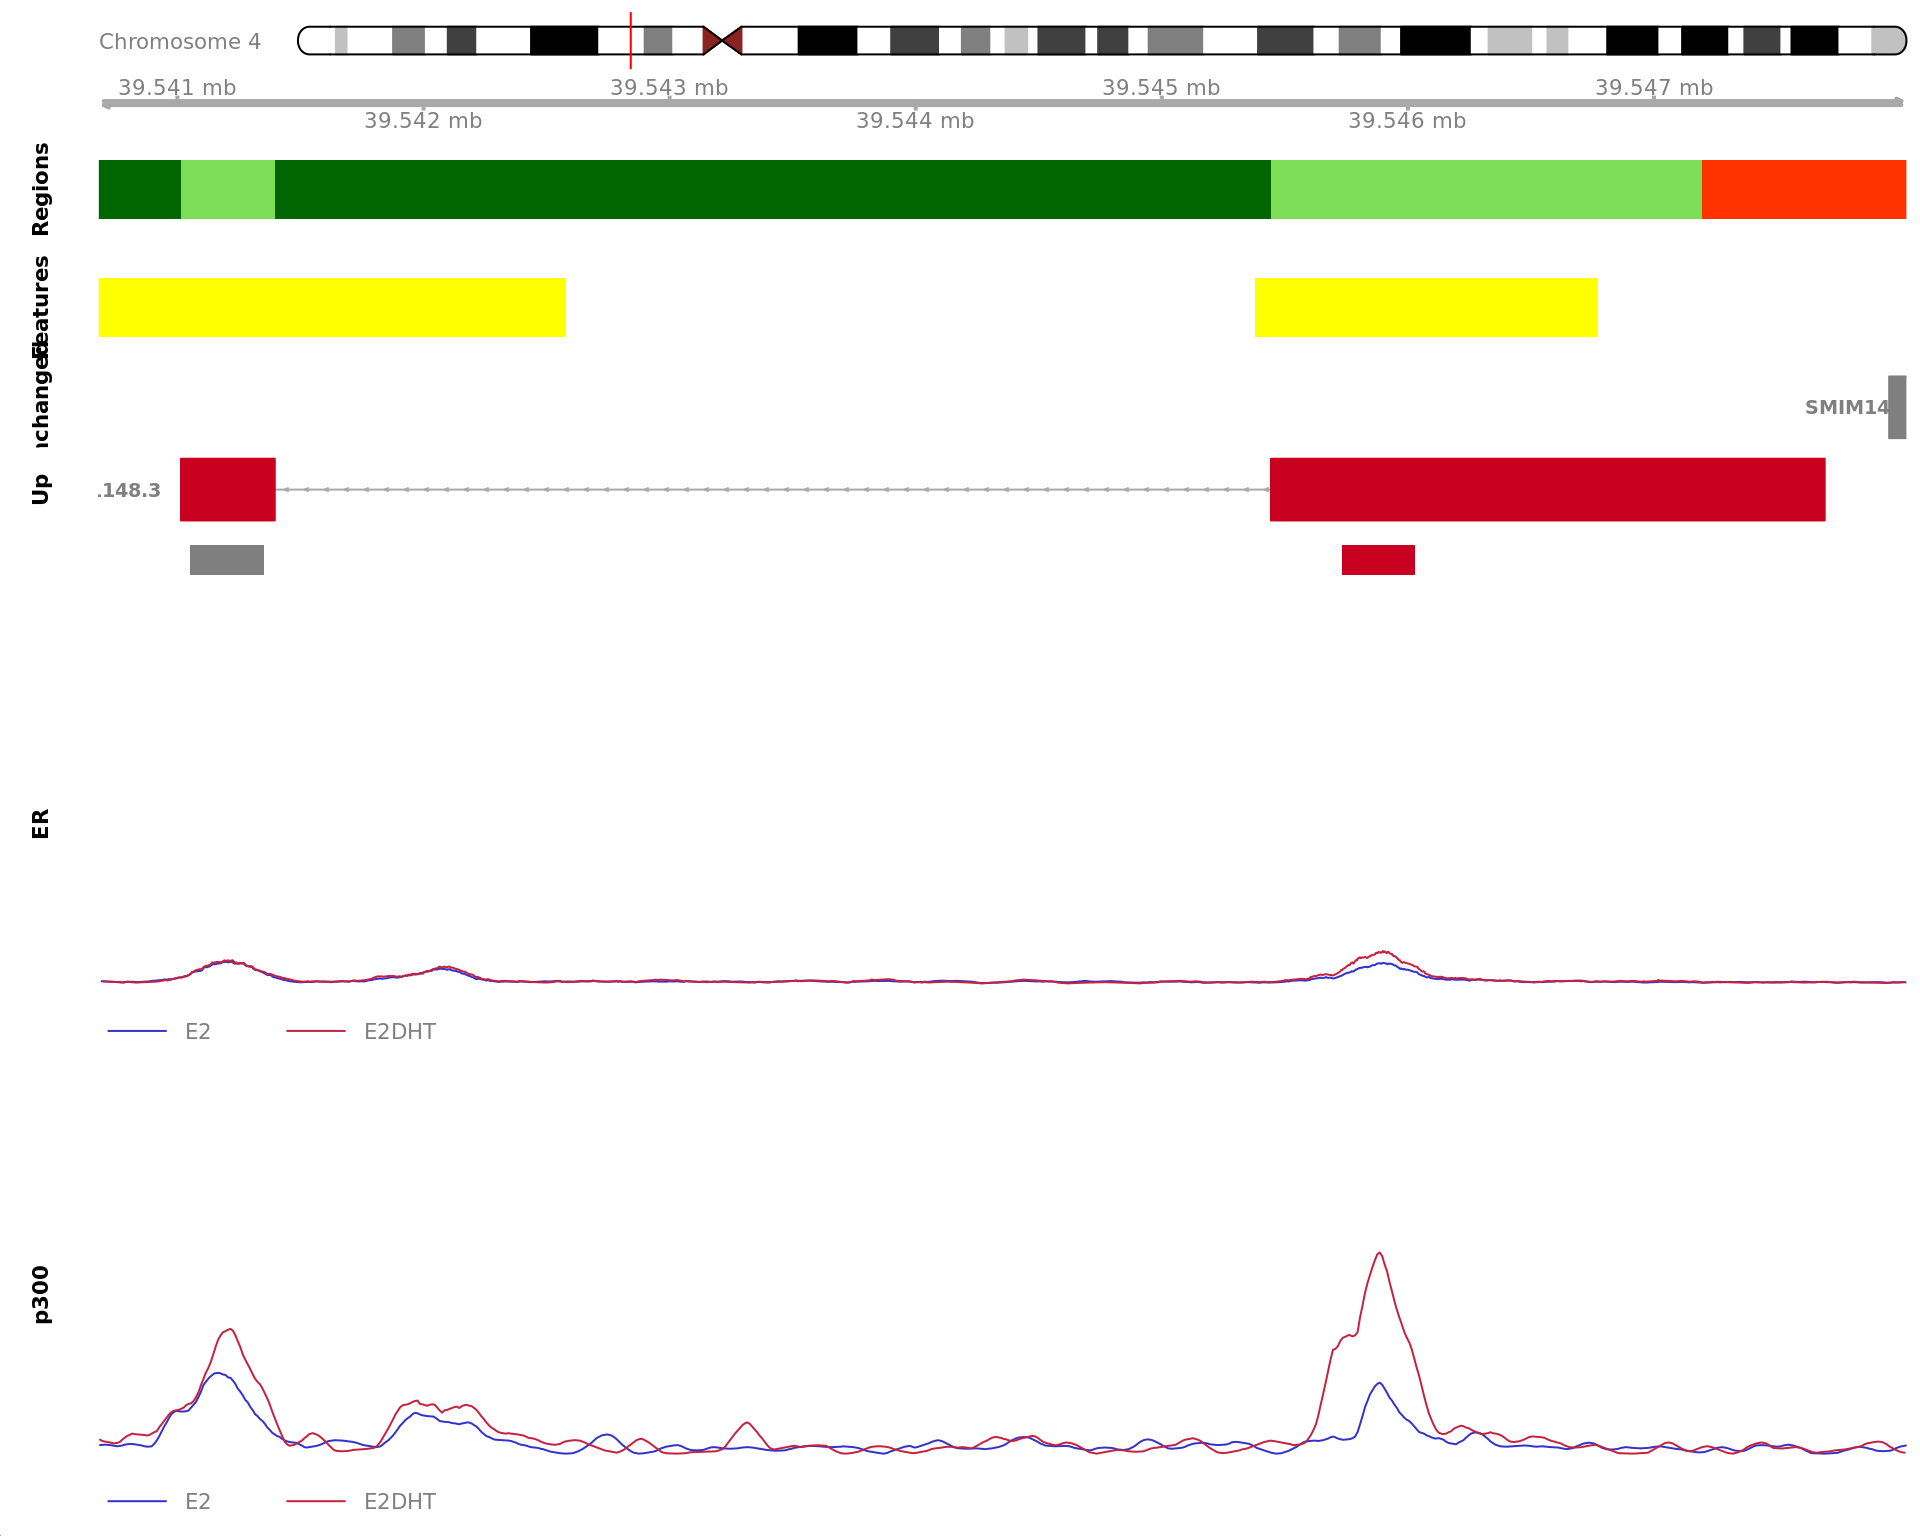 Chromosome 4
39.541 mb
39.543 mb
39.545 mb
39.547 mb
39.542 mb
39.544 mb
39.546 mb
Regions
Features
changed
SMIM14
Up
.148.3
ER
E2
E2DHT
p300
E2
E2DHT